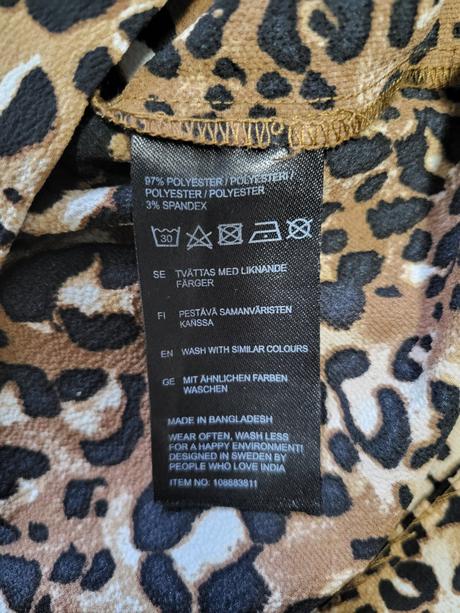 97% POLYESTER / POLYESTERI /
POLYESTER / POLYESTER
3% SPANDEX
30
SE TVÄTTAS MED LIKNANDE
FÄRGER
FI PESTÄVÄ SAMANVÄRISTEN
KANSSA
EN WASH WITH SIMILAR COLOURS
GE MIT ÄHNLICHEN FARBEN
WASCHEN
MADE IN BANGLADESH
WEAR OFTEN, WASH LESS
FOR A HAPPY ENVIRONMENT!
DESIGNED IN SWEDEN BY
PEOPLE WHO LOVE INDIA
ITEM NO: 108883811